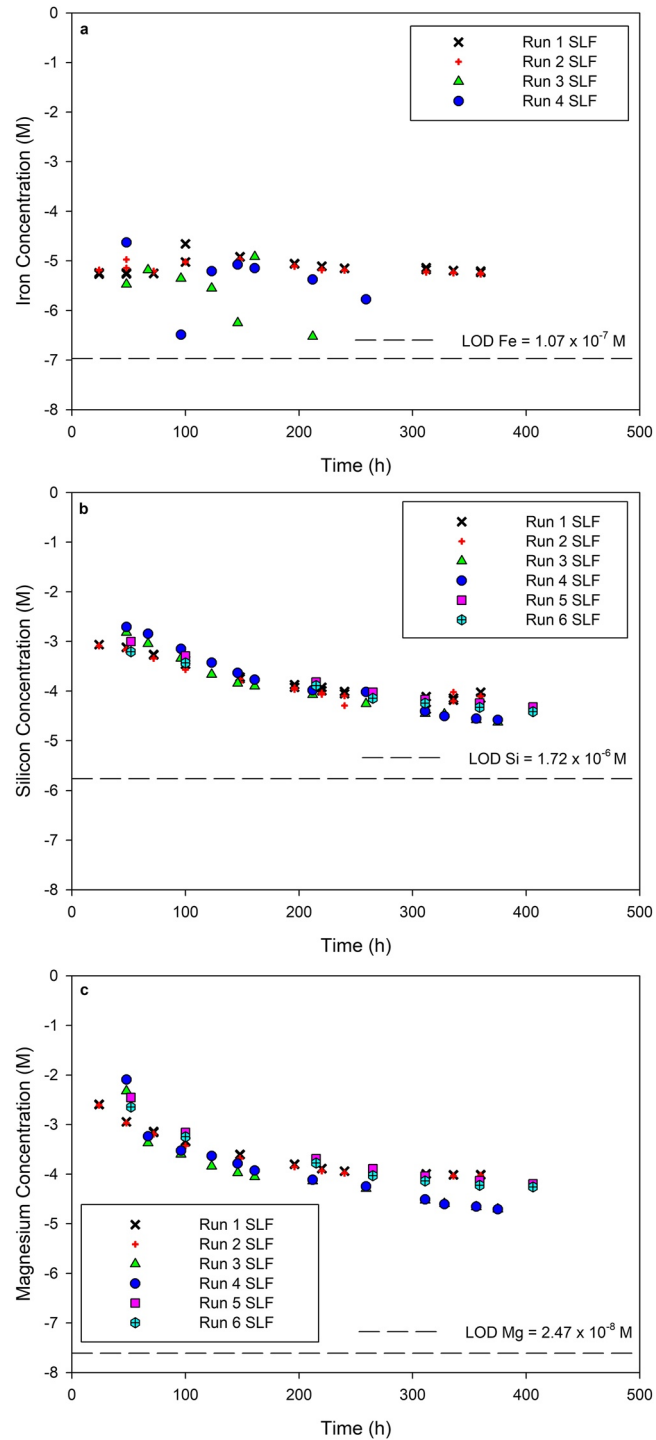 a
Run 1 SLF
Run 2 SLF
Run 3 SLF
Run 4 SLF
0
-1
-2
-3
-4
-5
-6
-7
-8
Iron Concentration (M)
LOD Fe = 1.07 x 10⁻⁷ M
0 100 200 300 400 500
Time (h)
b
Run 1 SLF
Run 2 SLF
Run 3 SLF
Run 4 SLF
Run 5 SLF
Run 6 SLF
0
-1
-2
-3
-4
-5
-6
-7
-8
Silicon Concentration (M)
LOD Si = 1.72 x 10⁻⁶ M
0 100 200 300 400 500
Time (h)
c
0
-1
-2
-3
-4
-5
-6
-7
-8
Magnesium Concentration (M)
Run 1 SLF
Run 2 SLF
Run 3 SLF
Run 4 SLF
Run 5 SLF
Run 6 SLF
LOD Mg = 2.47 x 10⁻⁸ M
0 100 200 300 400 500
Time (h)